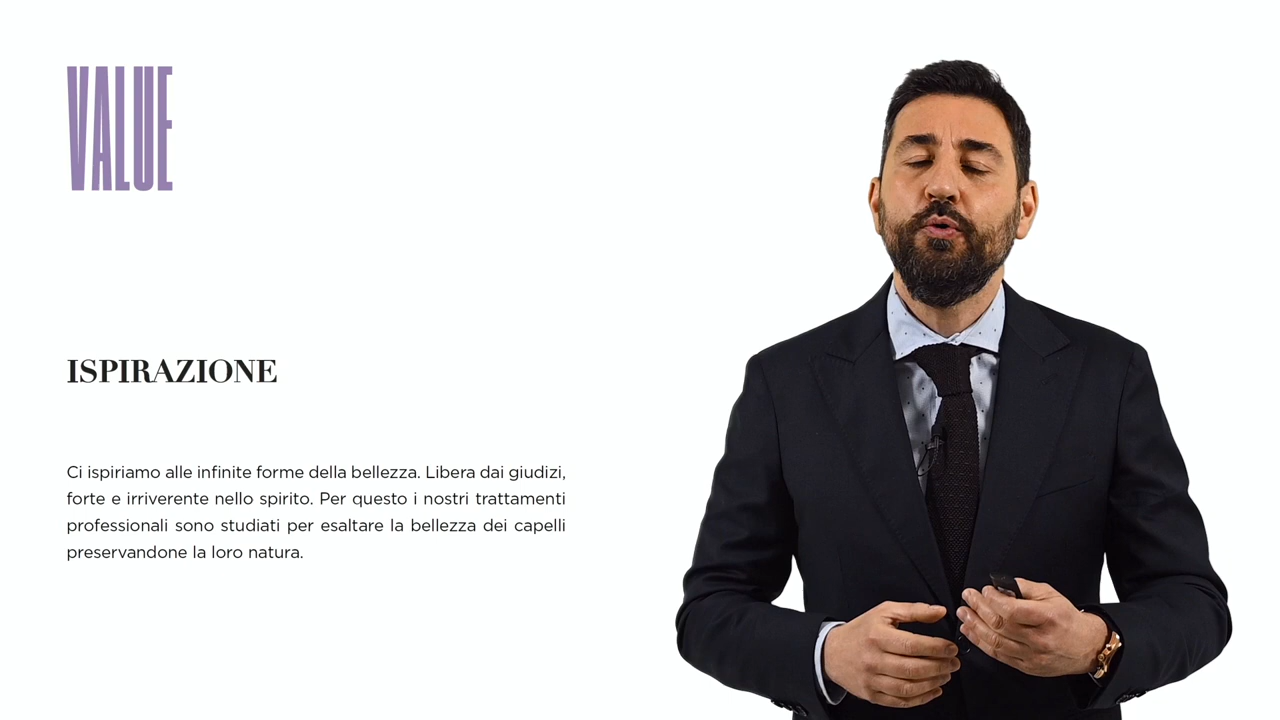 VALUE
ISPIRAZIONE
Ci ispiriamo alle infinite forme della bellezza. Libera dai giudizi,
forte e irriverente nello spirito. Per questo i nostri trattamenti
professionali sono studiati per esaltare la bellezza dei capelli
preservandone la loro natura.